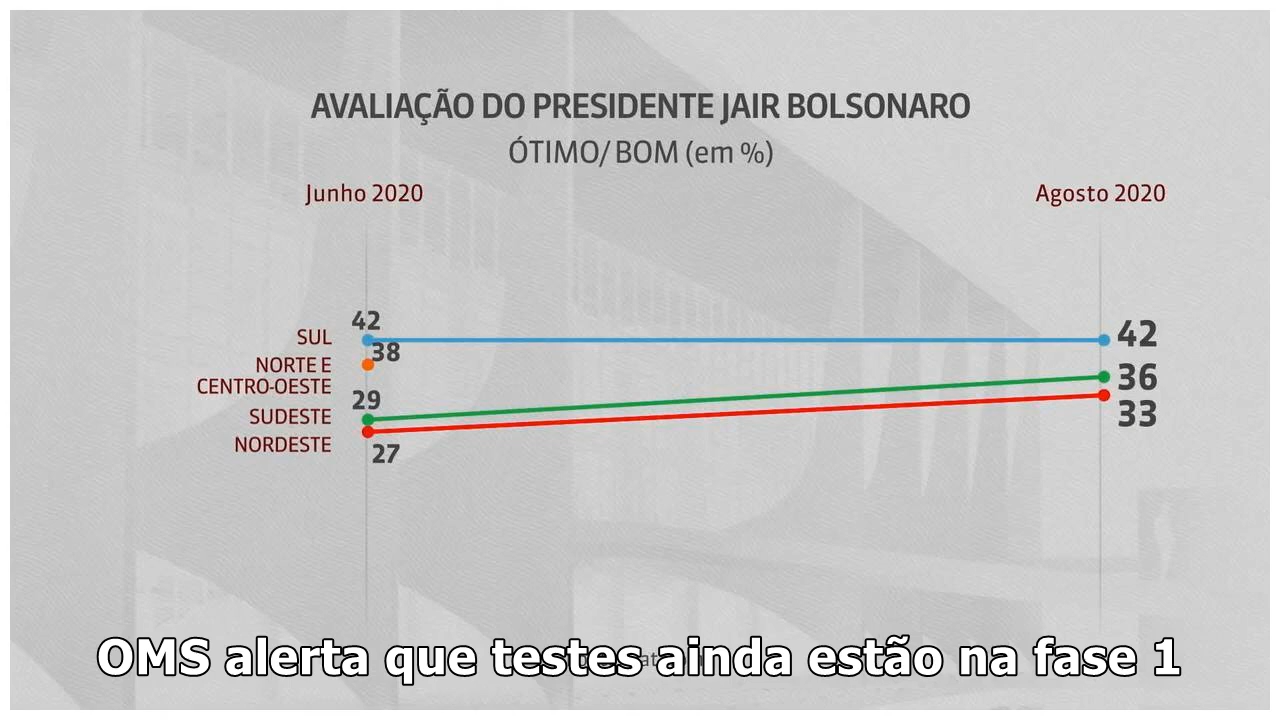 AVALIAÇÃO DO PRESIDENTE JAIR BOLSONARO
ÓTIMO/ BOM (em %)
Junho 2020
Agosto 2020
SUL
42
42
NORTE E
CENTRO-OESTE
38
SUDESTE
29
36
NORDESTE
27
33
OMS alerta que testes ainda estão na fase 1